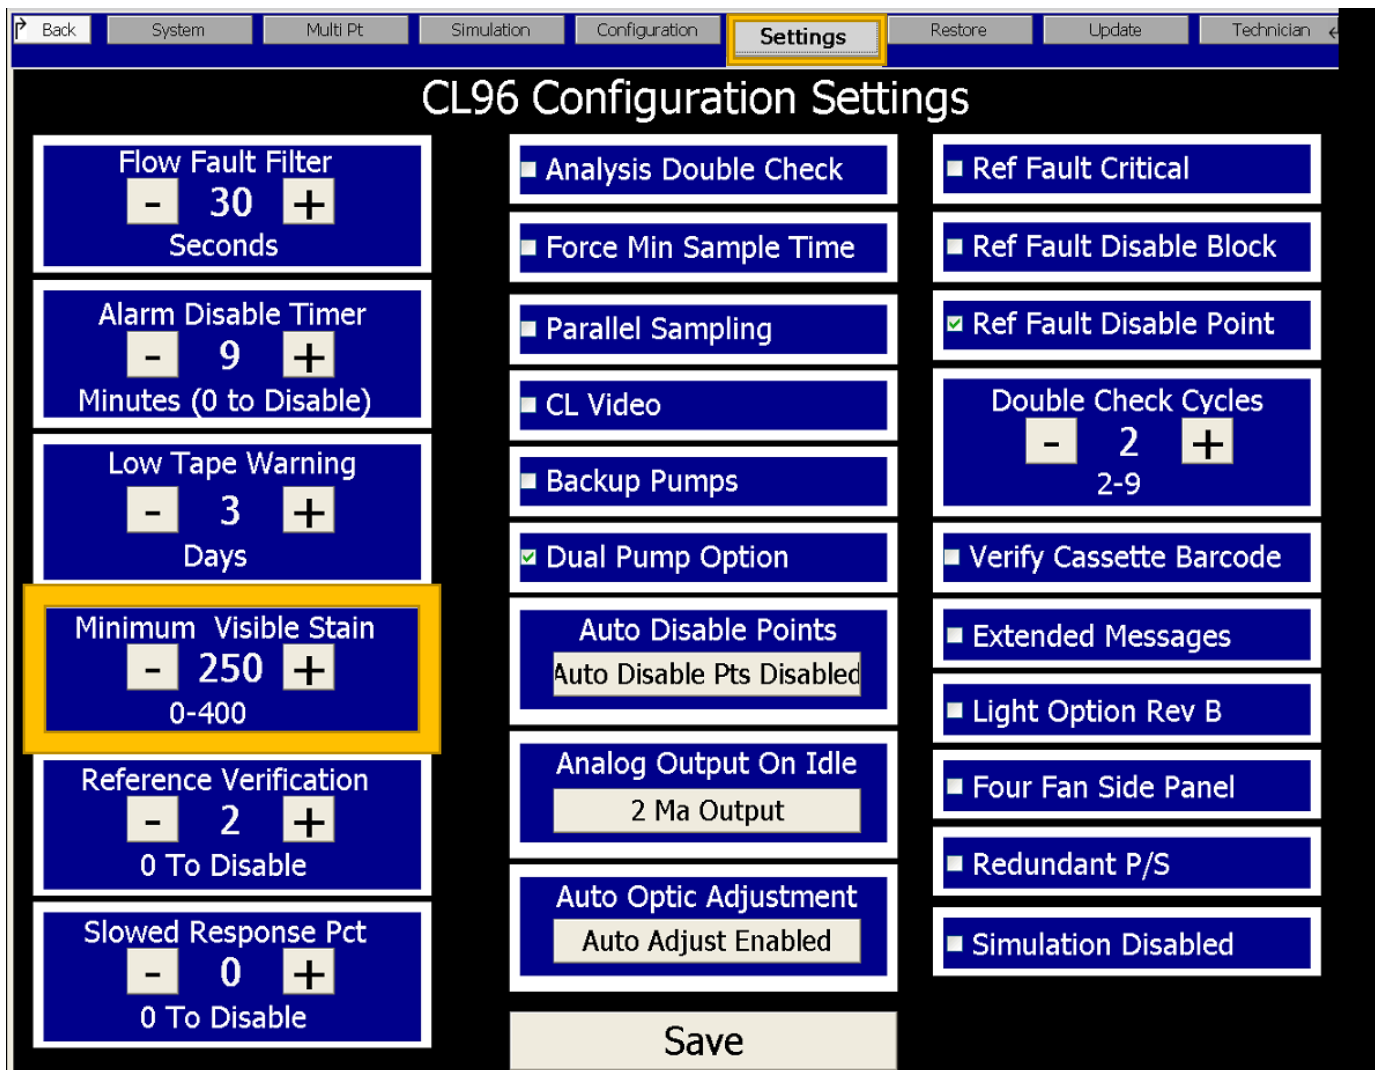 Back System Multi Pt Simulation Configuration Settings Restore Update Technician
CL96 Configuration Settings
Flow Fault Filter
- 30 +
Seconds
Alarm Disable Timer
- 9 +
Minutes (0 to Disable)
Low Tape Warning
- 3 +
Days
Minimum Visible Stain
- 250 +
0-400
Reference Verification
- 2 +
0 To Disable
Slowed Response Pct
- 0 +
0 To Disable
Analysis Double Check
Force Min Sample Time
Parallel Sampling
CL Video
Backup Pumps
Dual Pump Option
Auto Disable Points
Auto Disable Pts Disabled
Analog Output On Idle
2 Ma Output
Auto Optic Adjustment
Auto Adjust Enabled
Save
Ref Fault Critical
Ref Fault Disable Block
Ref Fault Disable Point
Double Check Cycles
- 2 +
2-9
Verify Cassette Barcode
Extended Messages
Light Option Rev B
Four Fan Side Panel
Redundant P/S
Simulation Disabled